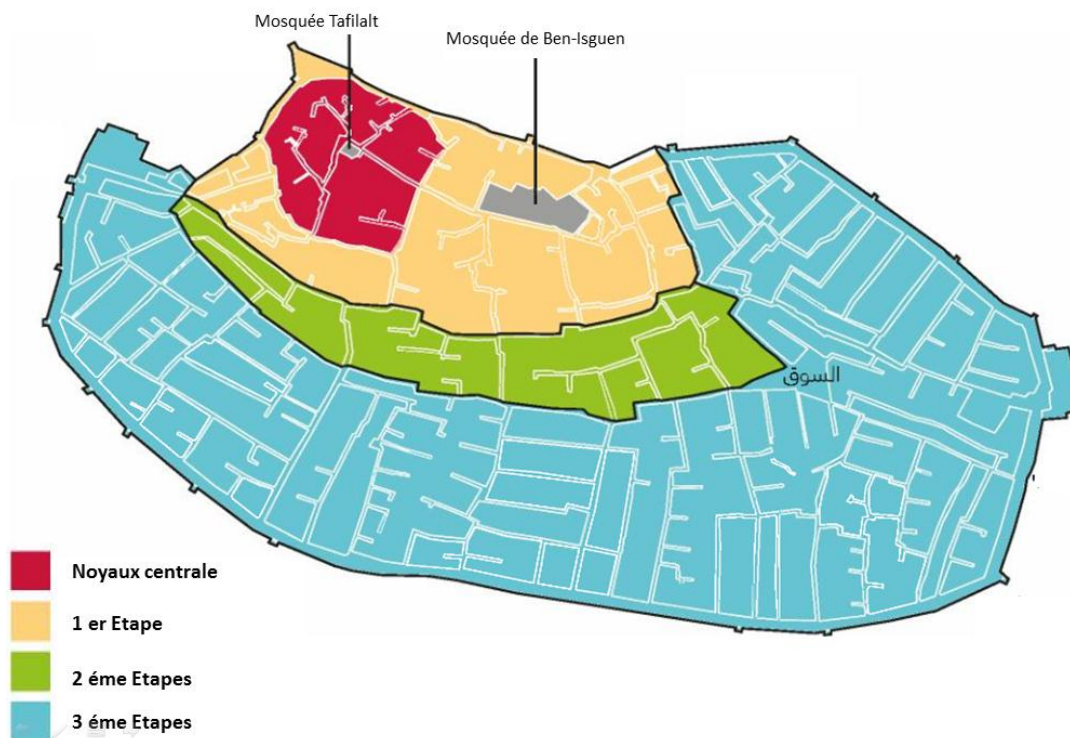 Mosquée Tafilalt
Mosquée de Ben-Isguen
السوق
Noyaux centrale
1 er Etape
2 éme Etapes
3 éme Etapes